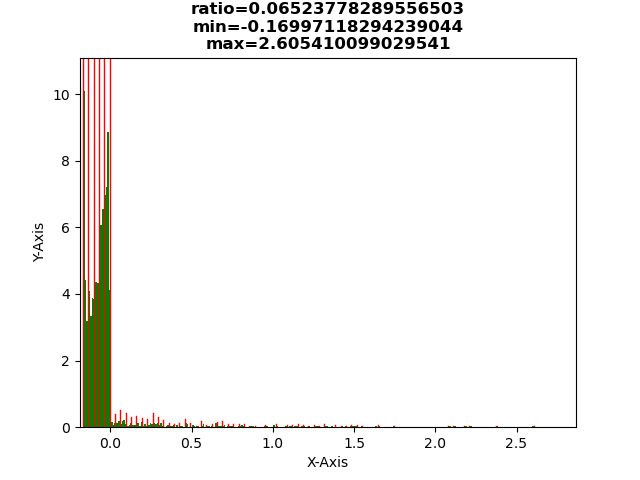 ratio=0.06523778289556503
min=-0.16997118294239044
max=2.605410099029541
10
8
6
4
2
0
Y-Axis
0.0 0.5 1.0 1.5 2.0 2.5
X-Axis